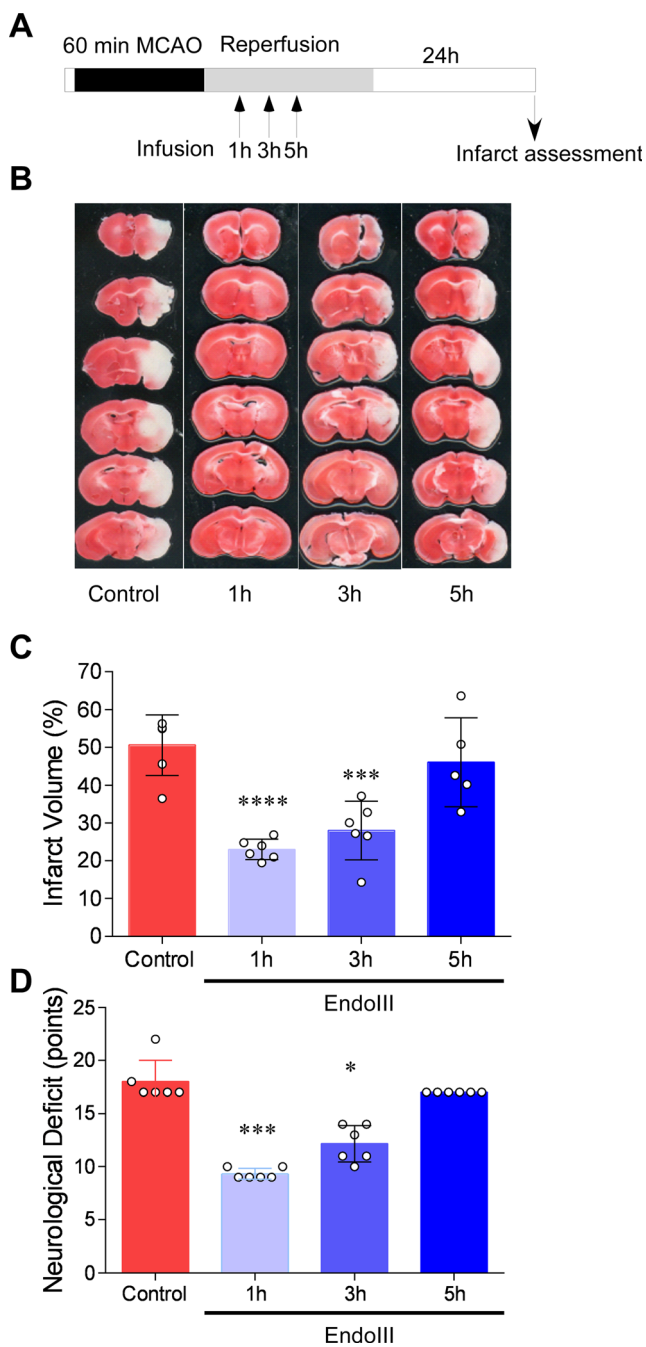 A
60 min MCAO
Reperfusion
24h
Infusion 1h 3h 5h
Infarct assessment
B
Control 1h 3h 5h
C
Infarct Volume (%)
70
60
50
40
30
20
10
0
****
***
Control 1h 3h 5h
EndoIII
D
Neurological Deficit (points)
25
20
15
10
5
0
***
*
Control 1h 3h 5h
EndoIII